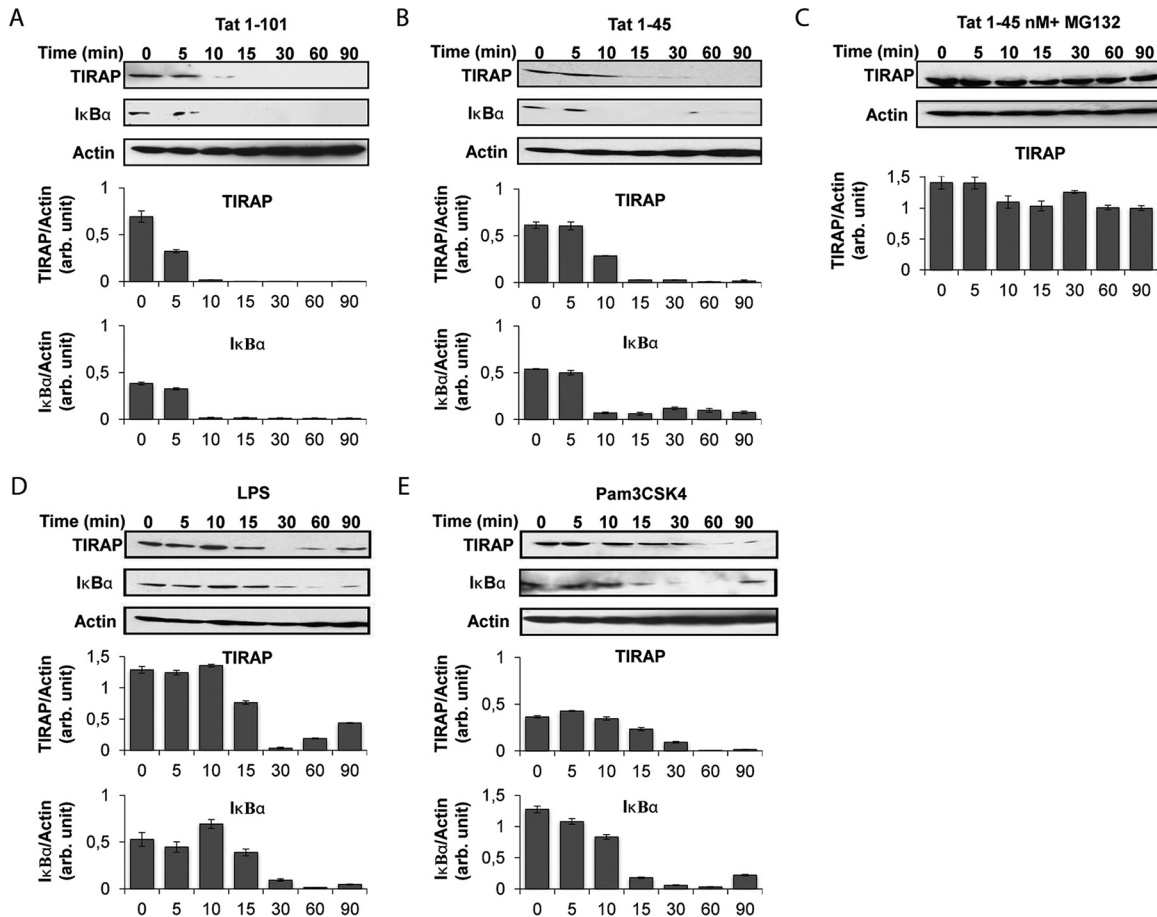 A
Tat 1-101
Time (min) 0 5 10 15 30 60 90
TIRAP
IκBα
Actin
TIRAP
TIRAP/Actin
(arb. unit)
1
0,5
0
0 5 10 15 30 60 90
IκBα
IκBα/Actin
(arb. unit)
1
0,5
0
0 5 10 15 30 60 90
B
Tat 1-45
Time (min) 0 5 10 15 30 60 90
TIRAP
IκBα
Actin
TIRAP
TIRAP/Actin
(arb. unit)
1
0,5
0
0 5 10 15 30 60 90
IκBα
IκBα/Actin
(arb. unit)
1
0,5
0
0 5 10 15 30 60 90
C
Tat 1-45 nM+ MG132
Time (min) 0 5 10 15 30 60 90
TIRAP
Actin
TIRAP
TIRAP/Actin
(arb. unit)
1,5
1
0,5
0
0 5 10 15 30 60 90
D
LPS
Time (min) 0 5 10 15 30 60 90
TIRAP
IκBα
Actin
TIRAP
TIRAP/Actin
(arb. unit)
1,5
1
0,5
0
0 5 10 15 30 60 90
IκBα
IκBα/Actin
(arb. unit)
1
0,5
0
0 5 10 15 30 60 90
E
Pam3CSK4
Time (min) 0 5 10 15 30 60 90
TIRAP
IκBα
Actin
TIRAP
TIRAP/Actin
(arb. unit)
1
0,5
0
0 5 10 15 30 60 90
IκBα
IκBα/Actin
(arb. unit)
1,5
1
0,5
0
0 5 10 15 30 60 90